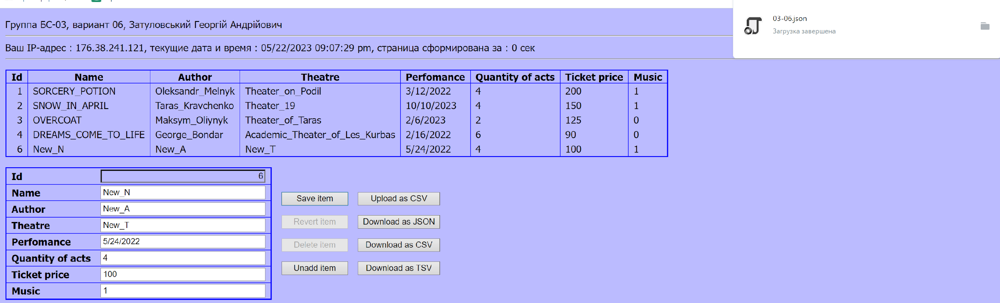 03-06.json
Загрузка завершена
Группа БС-03, вариант 06, Затуловський Георгій Андрійович
Ваш IP-адрес : 176.38.241.121, текущие дата и время : 05/22/2023 09:07:29 pm, страница сформирована за : 0 сек
Id Name Author Theatre Perfomance Quantity of acts Ticket price Music
1 SORCERY_POTION Oleksandr_Melnyk Theater_on_Podil 3/12/2022 4 200 1
2 SNOW_IN_APRIL Taras_Kravchenko Theater_19 10/10/2023 4 150 1
3 OVERCOAT Maksym_Oliynyk Theater_of_Taras 2/6/2023 2 125 0
4 DREAMS_COME_TO_LIFE George_Bondar Academic_Theater_of_Les_Kurbas 2/16/2022 6 90 0
6 New_N New_A New_T 5/24/2022 4 100 1
Id 6
Name New_N
Author New_A
Theatre New_T
Perfomance 5/24/2022
Quantity of acts 4
Ticket price 100
Music 1
Save item Upload as CSV
Revert item Download as JSON
Delete item Download as CSV
Unadd item Download as TSV